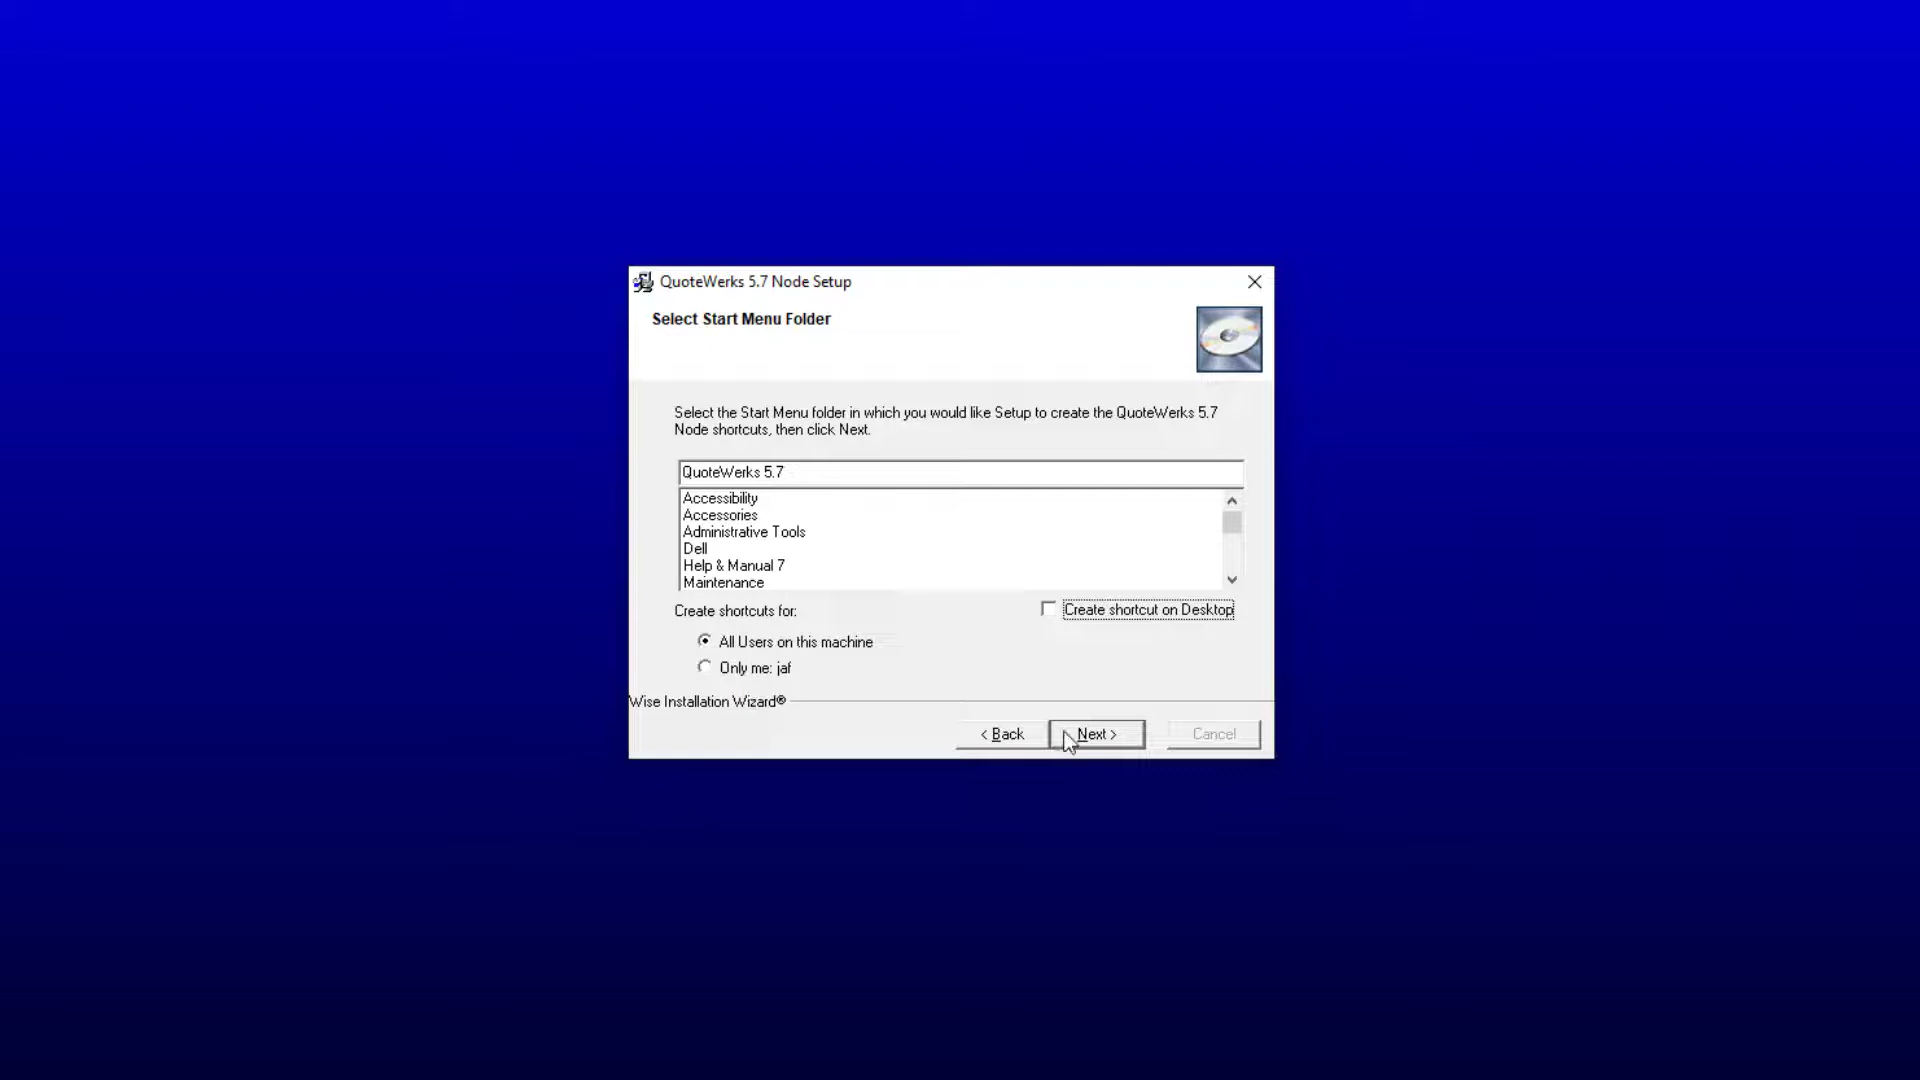 QuoteWerks 5.7 Node Setup
Select Start Menu Folder
Select the Start Menu folder in which you would like Setup to create the QuoteWerks 5.7
Node shortcuts, then click Next.
QuoteWerks 5.7
Accessibility
Accessories
Administrative Tools
Dell
Help & Manual 7
Maintenance
Create shortcuts for:
Create shortcut on Desktop
All Users on this machine
Only me: jaf
Wise Installation Wizard®
< Back
Next >
Cancel